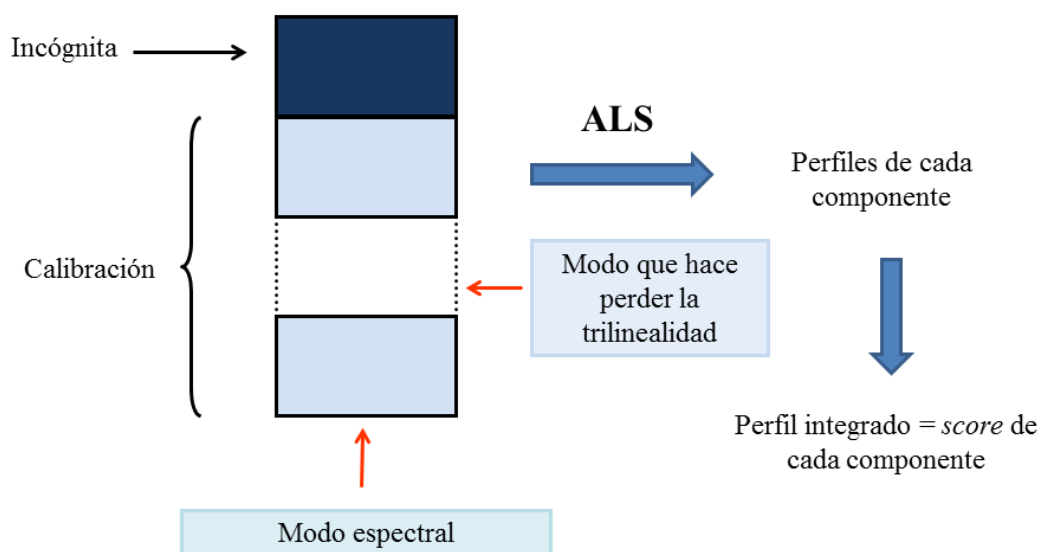 Incógnita
ALS
Perfiles de cada
componente
Calibración
Modo que hace
perder la
trilinealidad
Perfil integrado = score de
cada componente
Modo espectral